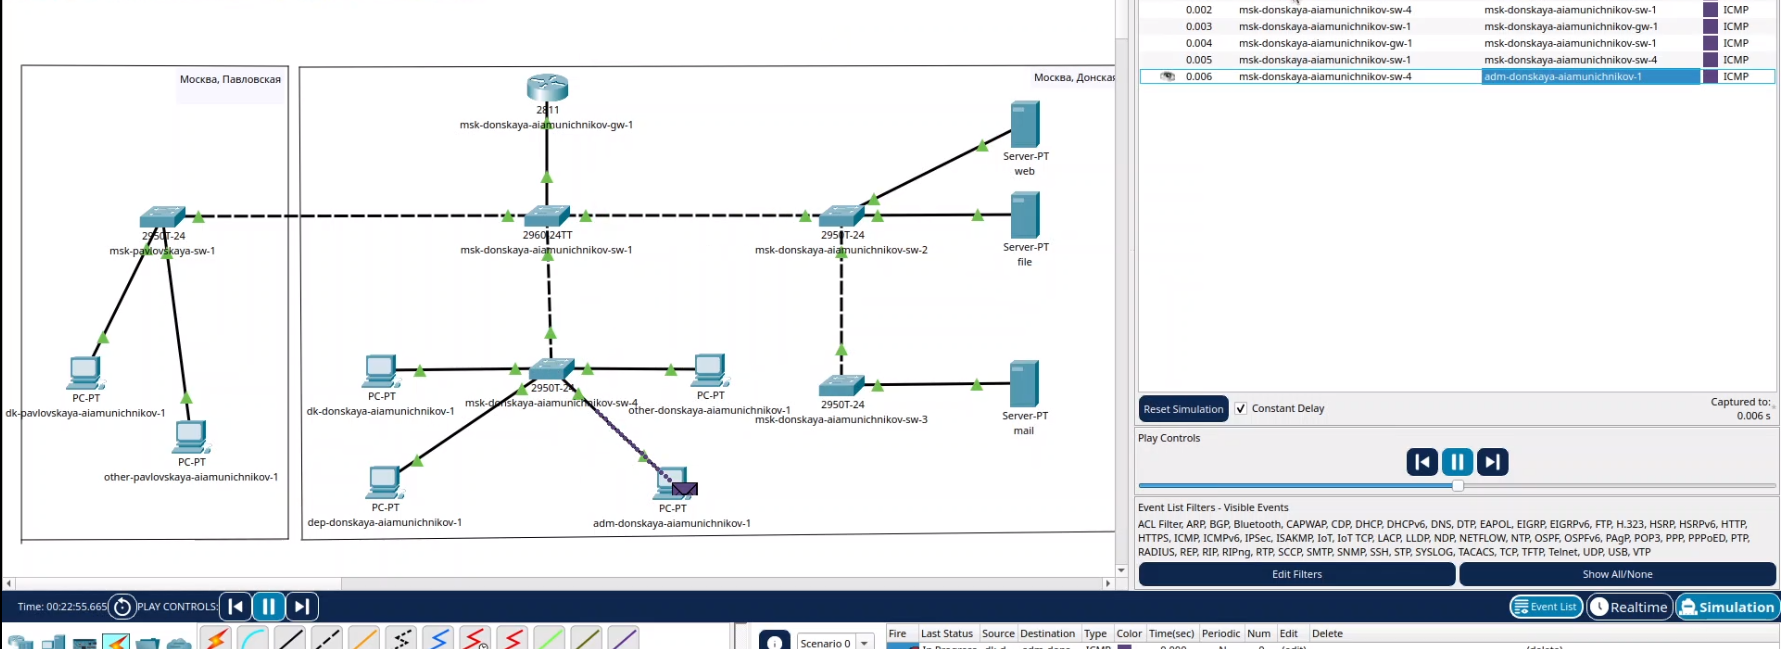 0.002 msk-donskaya-aiamunichnikov-sw-4 msk-donskaya-aiamunichnikov-sw-1 ICMP
0.003 msk-donskaya-aiamunichnikov-sw-1 msk-donskaya-aiamunichnikov-gw-1 ICMP
0.004 msk-donskaya-aiamunichnikov-gw-1 msk-donskaya-aiamunichnikov-sw-1 ICMP
0.005 msk-donskaya-aiamunichnikov-sw-1 msk-donskaya-aiamunichnikov-sw-4 ICMP
0.006 msk-donskaya-aiamunichnikov-sw-4 adm-donskaya-aiamunichnikov-1 ICMP
Москва, Павловская
Москва, Донская
2811
msk-donskaya-aiamunichnikov-gw-1
Server-PT
web
2950T-24
msk-pavlovskaya-sw-1
2960-24TT
msk-donskaya-aiamunichnikov-sw-1
2950T-24
msk-donskaya-aiamunichnikov-sw-2
Server-PT
file
PC-PT
dk-pavlovskaya-aiamunichnikov-1
PC-PT
dk-donskaya-aiamunichnikov-1
2950T-24
msk-donskaya-aiamunichnikov-sw-4
PC-PT
other-donskaya-aiamunichnikov-1
2950T-24
msk-donskaya-aiamunichnikov-sw-3
Server-PT
mail
PC-PT
other-pavlovskaya-aiamunichnikov-1
PC-PT
dep-donskaya-aiamunichnikov-1
PC-PT
adm-donskaya-aiamunichnikov-1
Reset Simulation Constant Delay
Captured to:
0.006 s
Play Controls
Event List Filters - Visible Events
ACL Filter, ARP, BGP, Bluetooth, CAPWAP, CDP, DHCP, DHCPv6, DNS, DTP, EAPOL, EIGRP, EIGRPv6, FTP, H.323, HSRP, HSRPv6, HTTP,
HTTPS, ICMP, ICMPv6, IPSec, ISAKMP, IoT, IoT TCP, LACP, LLDP, NDP, NETFLOW, NTP, OSPF, OSPFv6, PAgP, POP3, PPP, PPPoED, PTP,
RADIUS, REP, RIP, RIPng, RTP, SCCP, SMTP, SNMP, SSH, STP, SYSLOG, TACACS, TCP, TFTP, Telnet, UDP, USB, VTP
Edit Filters Show All/None
Time: 00:22:55.665 PLAY CONTROLS: Event List Realtime Simulation
Scenario 0 Fire Last Status Source Destination Type Color Time(sec) Periodic Num Edit Delete